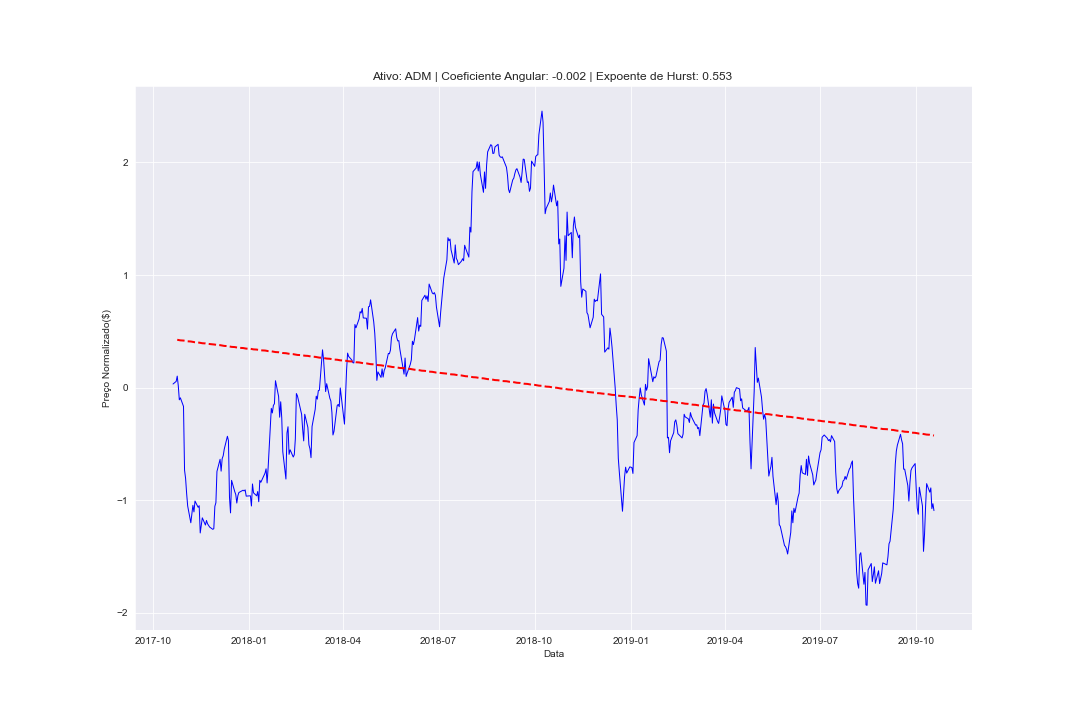 Ativo: ADM | Coeficiente Angular: -0.002 | Expoente de Hurst: 0.553
Preço Normalizado($)
2
1
0
−1
−2
2017-10 2018-01 2018-04 2018-07 2018-10 2019-01 2019-04 2019-07 2019-10
Data